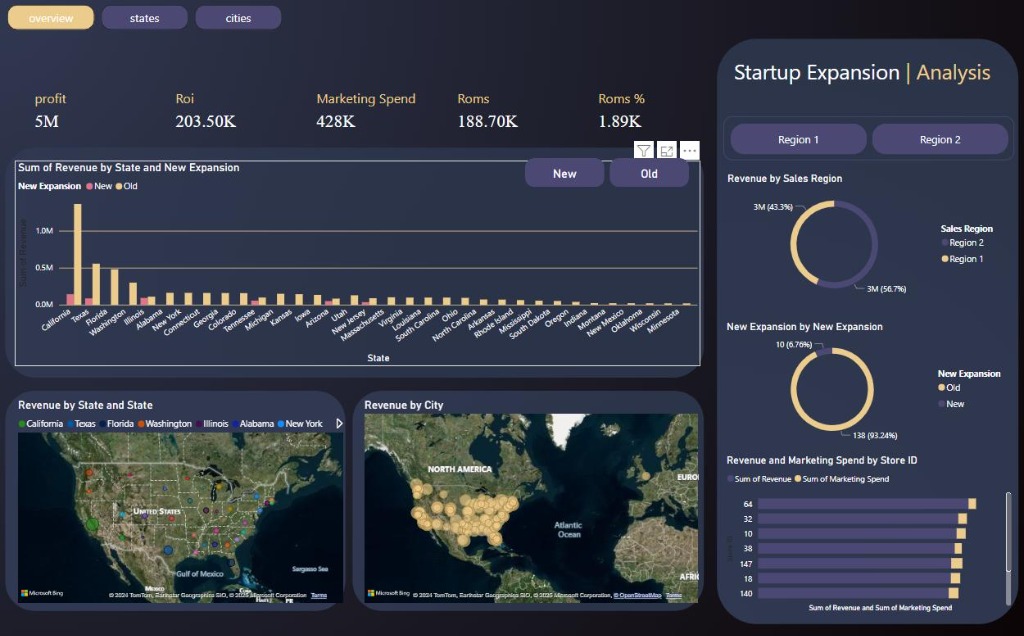 overview
states
cities
Startup Expansion | Analysis
profit
Roi
Marketing Spend
Roms
Roms %
5M
203.50K
428K
188.70K
1.89K
Region 1
Region 2
Sum of Revenue by State and New Expansion
New Expansion New Old
New
Old
1.0M
0.5M
0.0M
California
Texas
Florida
Washington
Illinois
Alabama
New York
Connecticut
Georgia
Colorado
Tennessee
Michigan
Kansas
Iowa
Arizona
Utah
New Jersey
Massachusetts
Virginia
Louisiana
South Carolina
Ohio
North Carolina
Arkansas
Rhode Island
Mississippi
South Dakota
Oregon
Indiana
Montana
New Mexico
Oklahoma
Wisconsin
Minnesota
State
Revenue by Sales Region
3M (43.3%)
3M (56.7%)
Sales Region
Region 2
Region 1
New Expansion by New Expansion
10 (6.76%)
138 (93.24%)
New Expansion
Old
New
Revenue by State and State
California Texas Florida Washington Illinois Alabama New York
UNITED STATES
Gulf of Mexico
Sargasso Sea
Mexico
Microsoft Bing
Terms
Revenue by City
NORTH AMERICA
EURO
Atlantic
Ocean
AFRIC
Microsoft Bing
© OpenStreetMap Terms
Revenue and Marketing Spend by Store ID
Sum of Revenue Sum of Marketing Spend
64
32
10
38
147
18
140
Sum of Revenue and Sum of Marketing Spend